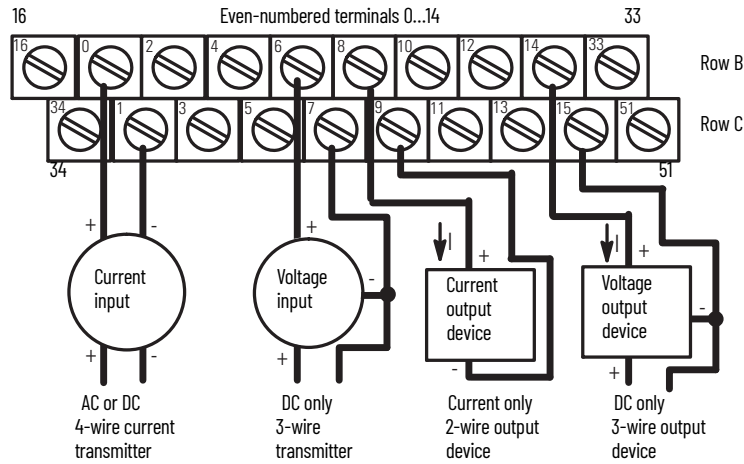 16 Even-numbered terminals 0...14 33
16 0 2 4 6 8 10 12 14 33 Row B
34 1 3 5 7 9 11 13 15 51 Row C
34 51
+ - + - I + I + -
Current input
Voltage input
Current output device
Voltage output device
+ - + - +
AC or DC
4-wire current
transmitter
DC only
3-wire
transmitter
Current only
2-wire output
device
DC only
3-wire output
device